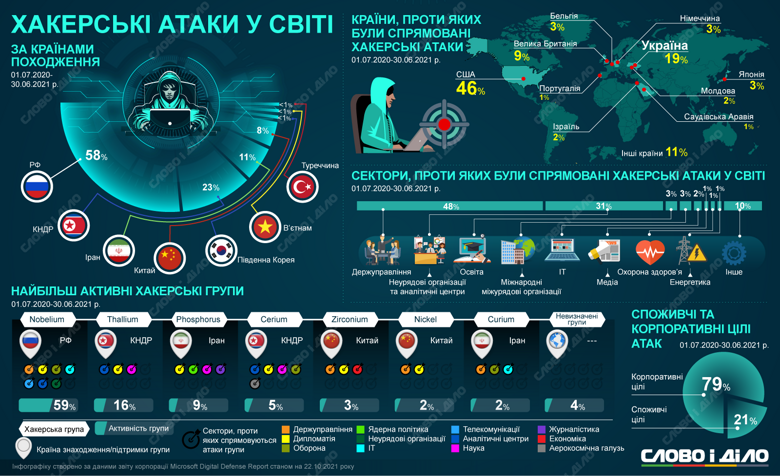 ХАКЕРСЬКІ АТАКИ У СВІТІ
ЗА КРАЇНАМИ
ПОХОДЖЕННЯ
01.07.2020-
30.06.2021 р.
<1%
<1%
<1%
8%
11%
23%
58%
РФ
КНДР
Іран
Китай
Південна Корея
В'єтнам
Туреччина
КРАЇНИ, ПРОТИ ЯКИХ
БУЛИ СПРЯМОВАНІ
ХАКЕРСЬКІ АТАКИ
01.07.2020-30.06.2021 р.
Бельгія
3%
Німеччина
3%
Велика Британія
9%
Україна
19%
США
46%
Португалія
1%
Японія
3%
Молдова
2%
Саудівська Аравія
1%
Ізраїль
2%
Інші країни 11%
СЕКТОРИ, ПРОТИ ЯКИХ БУЛИ СПРЯМОВАНІ ХАКЕРСЬКІ АТАКИ У СВІТІ
01.07.2020-30.06.2021 р.
48%
31%
3%
3%
2%
1%
1%
1%
10%
Держуправління
Неурядові організації
та аналітичні центри
Освіта
Міжнародні
міжурядові організації
ІТ
Медіа
Охорона здоров'я
Енергетика
Інше
НАЙБІЛЬШ АКТИВНІ ХАКЕРСЬКІ ГРУПИ
01.07.2020-30.06.2021 р.
Nobelium
РФ
59%
Thallium
КНДР
16%
Phosphorus
Іран
9%
Cerium
КНДР
5%
Zirconium
Китай
3%
Nickel
Китай
2%
Curium
Іран
2%
Невизначені
групи
---
4%
Хакерська група
Активність групи
Країна знаходження/підтримки групи
Сектори, проти
яких спрямовуються
атаки групи
Держуправління
Дипломатія
Оборона
Ядерна політика
Неурядові організації
ІТ
Телекомунікації
Аналітичні центри
Наука
Журналістика
Економіка
Аерокосмічна галузь
СПОЖИВЧІ ТА
КОРПОРАТИВНІ ЦІЛІ
АТАК
01.07.2020-30.06.2021 р.
Корпоративні
цілі
79%
Споживчі
цілі
21%
СЛОВО і ДІЛО
Інфографіку створено за даними звіту корпорації Microsoft Digital Defense Report станом на 22.10.2021 року